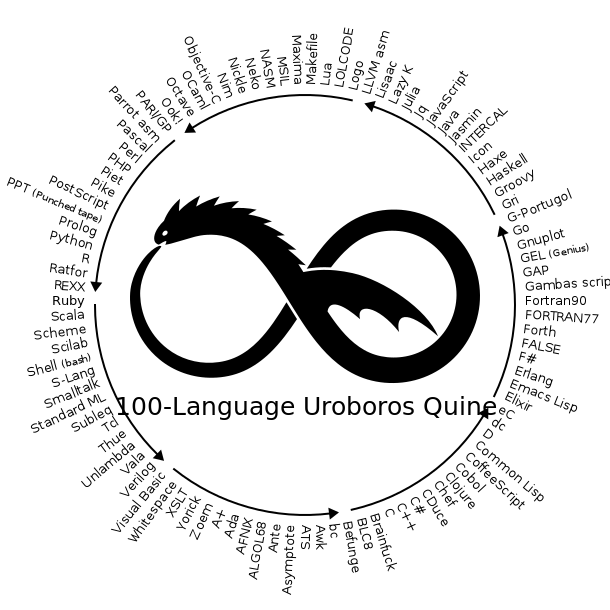 Ruby
Scala
Scheme
Scilab
Shell (bash)
S-Lang
Smalltalk
Standard ML
Subleq
Tcl
Thue
Unlambda
Vala
Verilog
Visual Basic
Whitespace
XSLT
Yorick
Zoem
A+
Ada
AFNIX
ALGOL68
Ante
Asymptote
ATS
Awk
bc
Befunge
BLC8
Brainfuck
C
C++
C#
CDuce
Chef
Clojure
Cobol
CoffeeScript
Common Lisp
D
dc
eC
Elixir
Emacs Lisp
Erlang
F#
FALSE
Forth
FORTRAN77
Fortran90
Gambas scrip
GAP
GEL (Genius)
Gnuplot
Go
G-Portugol
Gri
Groovy
Haskell
Haxe
Icon
INTERCAL
Jasmin
Java
JavaScript
Jq
Julia
Lazy K
Lisaac
LLVM asm
Logo
LOLCODE
Lua
Makefile
Maxima
MSIL
NASM
Neko
Nickle
Nim
Objective-C
OCaml
Octave
Ook!
PARI/GP
Parrot asm
Pascal
Perl
PHP
Piet
Pike
PostScript
PPT (Punched tape)
Prolog
Python
R
Ratfor
REXX
100-Language Uroboros Quine